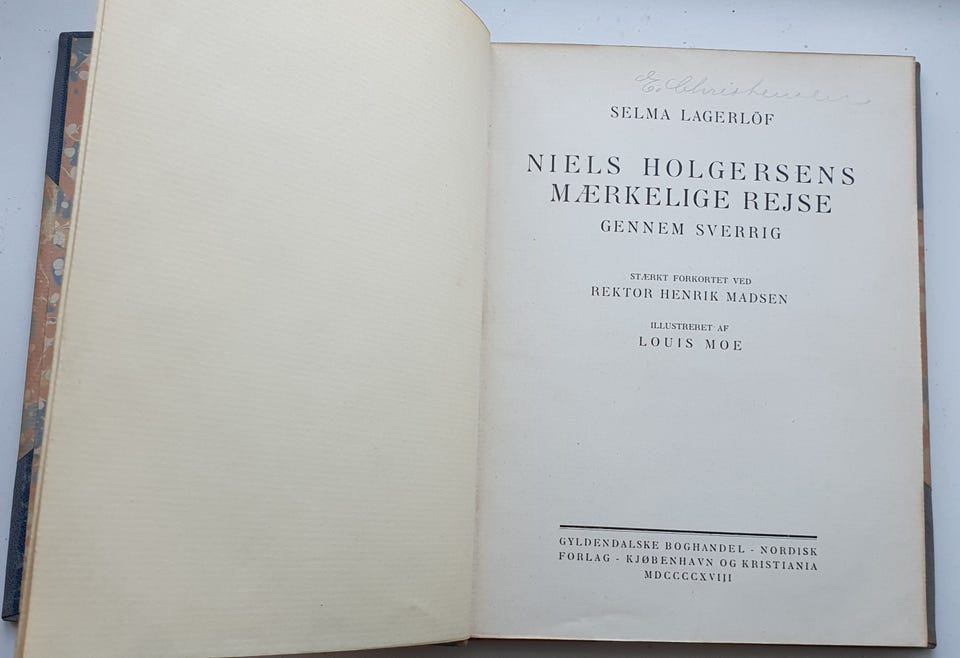 E. Christensen
SELMA LAGERLÖF
NIELS HOLGERSENS
MÆRKELIGE REJSE
GENNEM SVERRIG
STÆRKT FORKORTET VED
REKTOR HENRIK MADSEN
ILLUSTRERET AF
LOUIS MOE
GYLDENDALSKE BOGHANDEL - NORDISK
FORLAG - KJØBENHAVN OG KRISTIANIA
MDCCCCXVIII